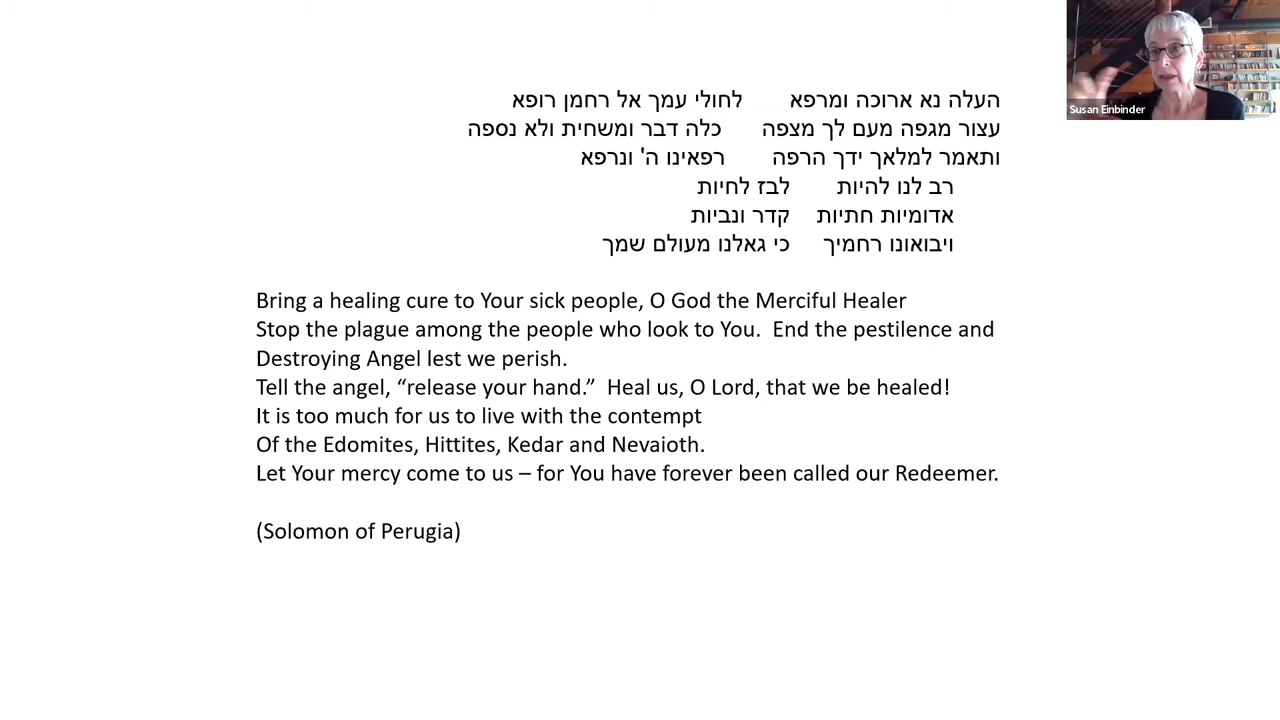 העלה נא ארוכה ומרפא לחולי עמך אל רחמן רופא
עצור מגפה מעם לך מצפה כלה דבר ומשחית ולא נספה
ותאמר למלאך ידך הרפה רפאינו ה' ונרפא
רב לנו להיות לבז לחיות
אדומיות חתיות קדר ונביות
ויבואונו רחמיך כי גאלנו מעולם שמך
Bring a healing cure to Your sick people, O God the Merciful Healer
Stop the plague among the people who look to You. End the pestilence and
Destroying Angel lest we perish.
Tell the angel, “release your hand.” Heal us, O Lord, that we be healed!
It is too much for us to live with the contempt
Of the Edomites, Hittites, Kedar and Nevaioth.
Let Your mercy come to us – for You have forever been called our Redeemer.
(Solomon of Perugia)
Susan Einbinder